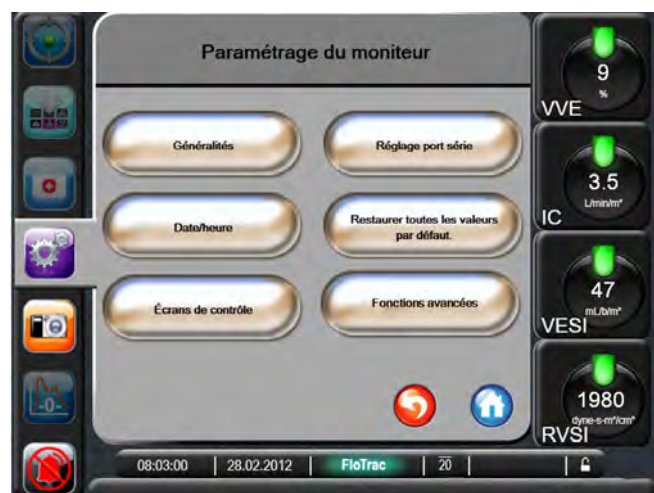 Paramétrage du moniteur
Généralités
Réglage port série
Date/heure
Restaurer toutes les valeurs
par défaut.
Écrans de contrôle
Fonctions avancées
-0-
9
%
VVE
3.5
L/min/m²
IC
47
mL/b/m²
VESI
1980
dyne-s-m²/cm⁵
RVSI
08:03:00 | 28.02.2012 | FloTrac | 20 |